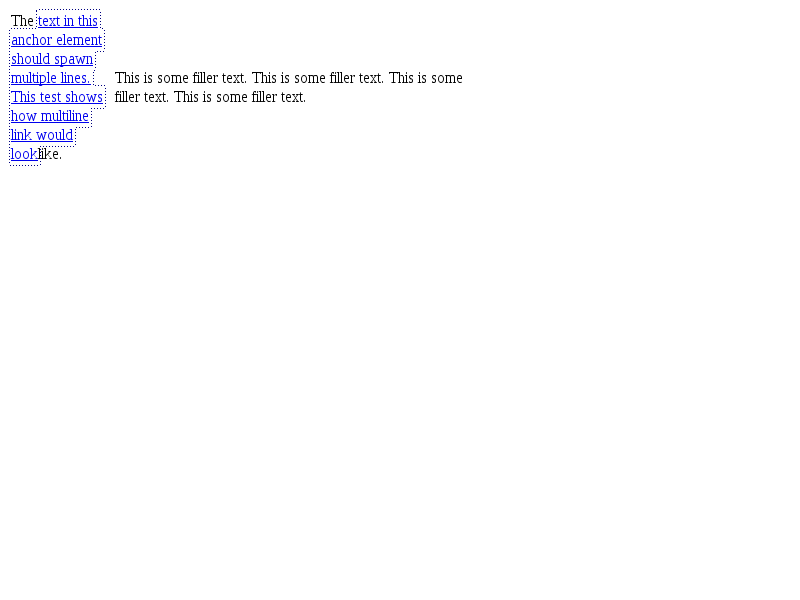 The text in this
anchor element
should spawn
multiple lines.
This test shows
how multiline
link would
look like.
This is some filler text. This is some filler text. This is some
filler text. This is some filler text.